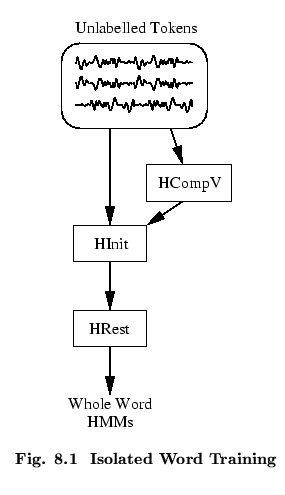 Unlabelled Tokens
HCompV
HInit
HRest
Whole Word
HMMs
Fig. 8.1 Isolated Word Training